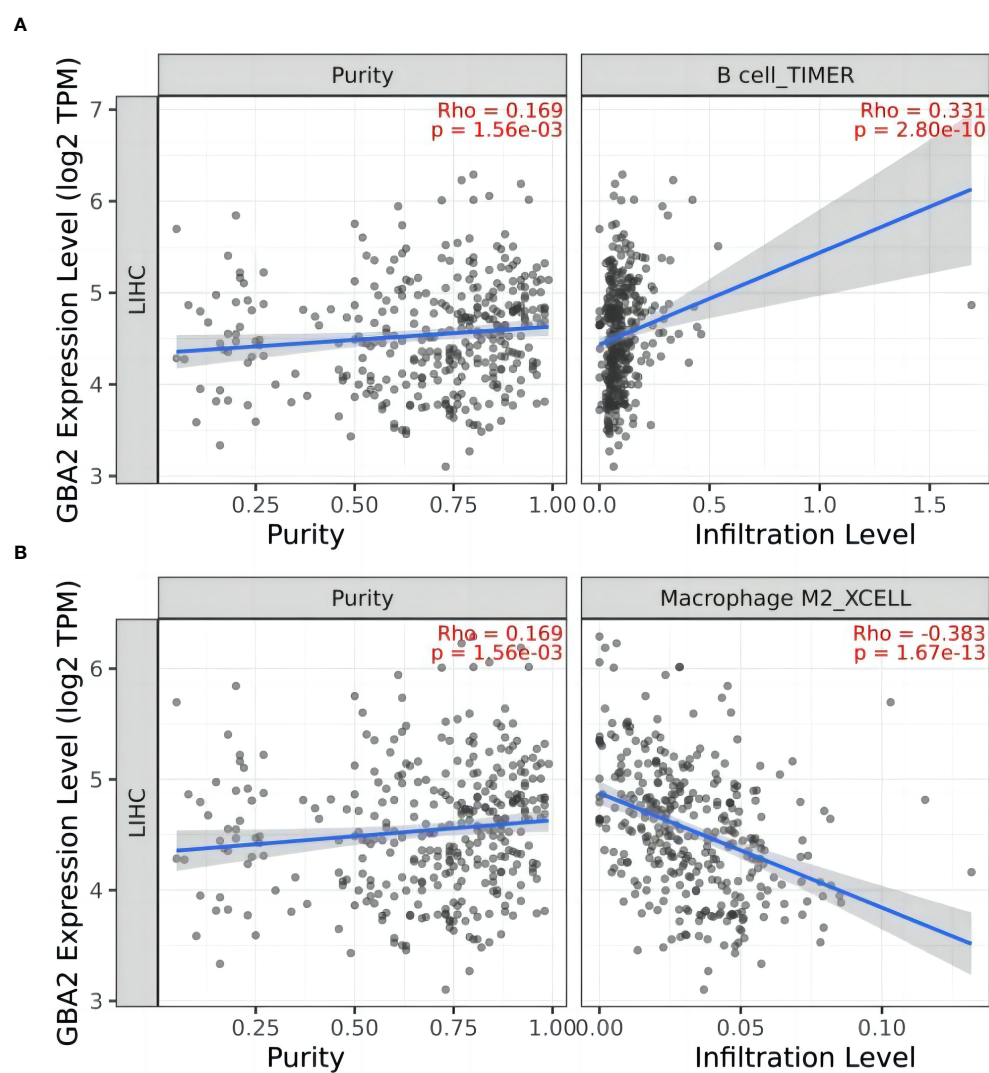 A
Purity
B cell_TIMER
GBA2 Expression Level (log2 TPM)
LIHC
Rho = 0.169
p = 1.56e-03
Rho = 0.331
p = 2.80e-10
7
6
5
4
3
0.25 0.50 0.75 1.00
0.0 0.5 1.0 1.5
Purity
Infiltration Level
B
Purity
Macrophage M2_XCELL
GBA2 Expression Level (log2 TPM)
LIHC
Rho = 0.169
p = 1.56e-03
Rho = -0.383
p = 1.67e-13
6
5
4
3
0.25 0.50 0.75 1.00
0.00 0.05 0.10
Purity
Infiltration Level